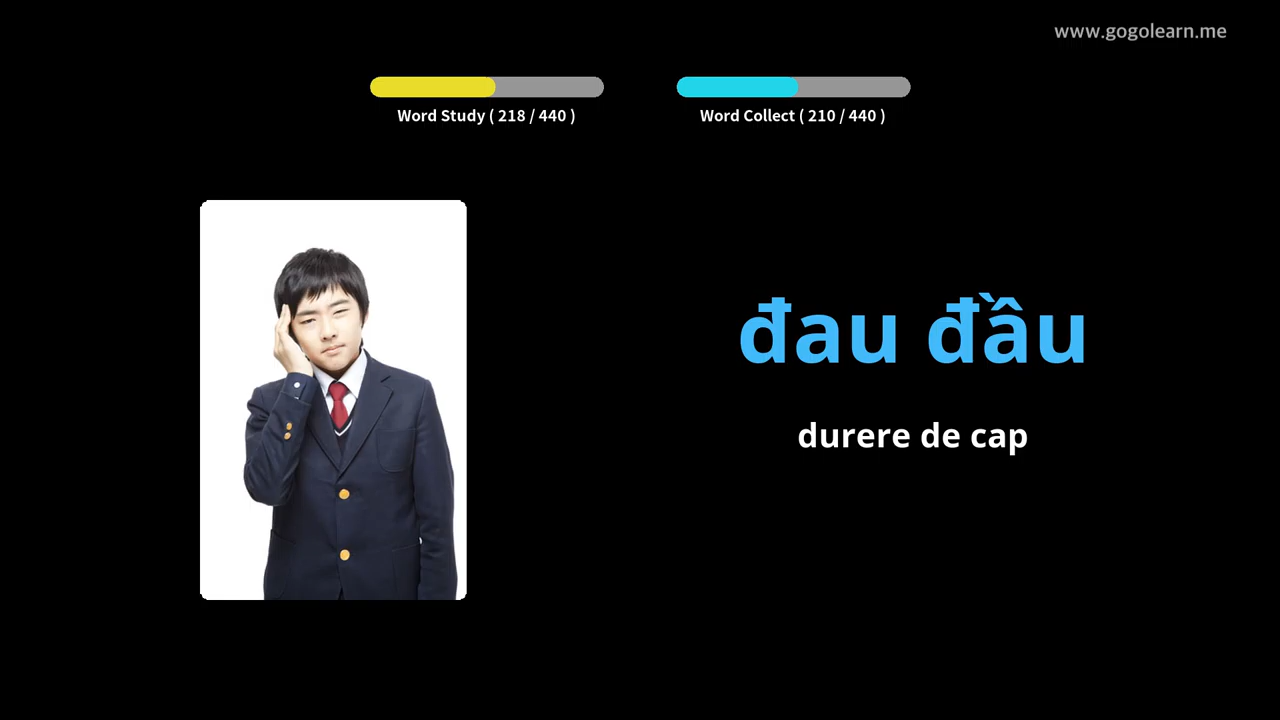 www.gogolearn.me
Word Study ( 218 / 440 )
Word Collect ( 210 / 440 )
đau đầu
durere de cap